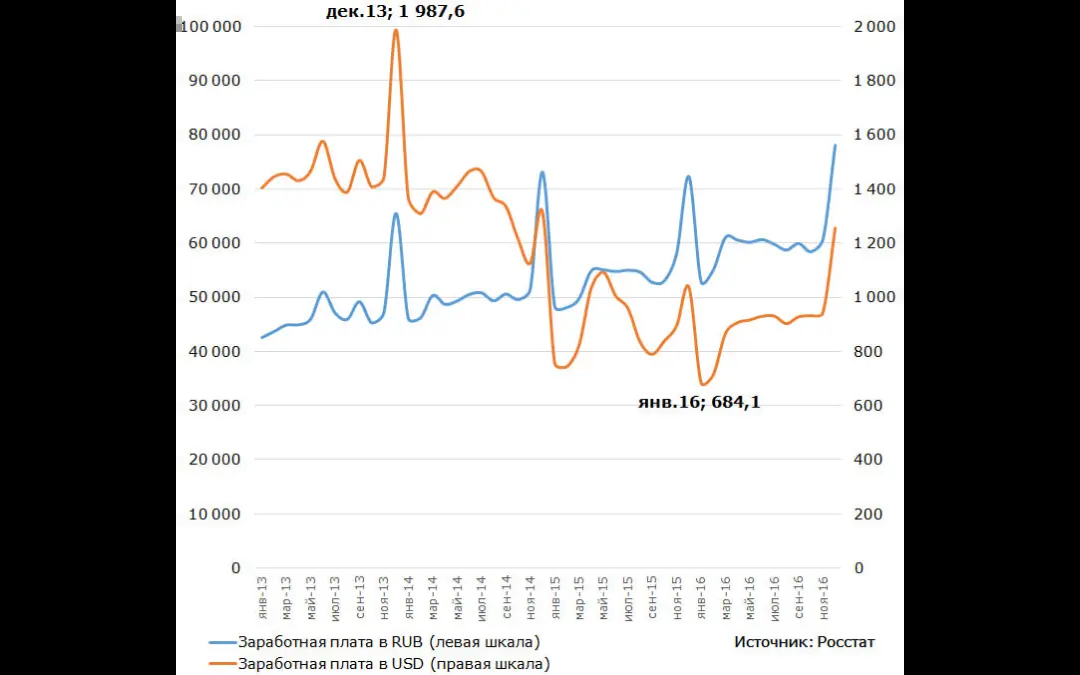 дек.13; 1 987,6
100 000
90 000
80 000
70 000
60 000
50 000
40 000
30 000
20 000
10 000
0
2 000
1 800
1 600
1 400
1 200
1 000
800
600
400
200
0
янв.16; 684,1
янв-13
мар-13
май-13
июл-13
сен-13
ноя-13
янв-14
мар-14
май-14
июл-14
сен-14
ноя-14
янв-15
мар-15
май-15
июл-15
сен-15
ноя-15
янв-16
мар-16
май-16
июл-16
сен-16
ноя-16
Заработная плата в RUB (левая шкала)
Источник: Росстат
Заработная плата в USD (правая шкала)